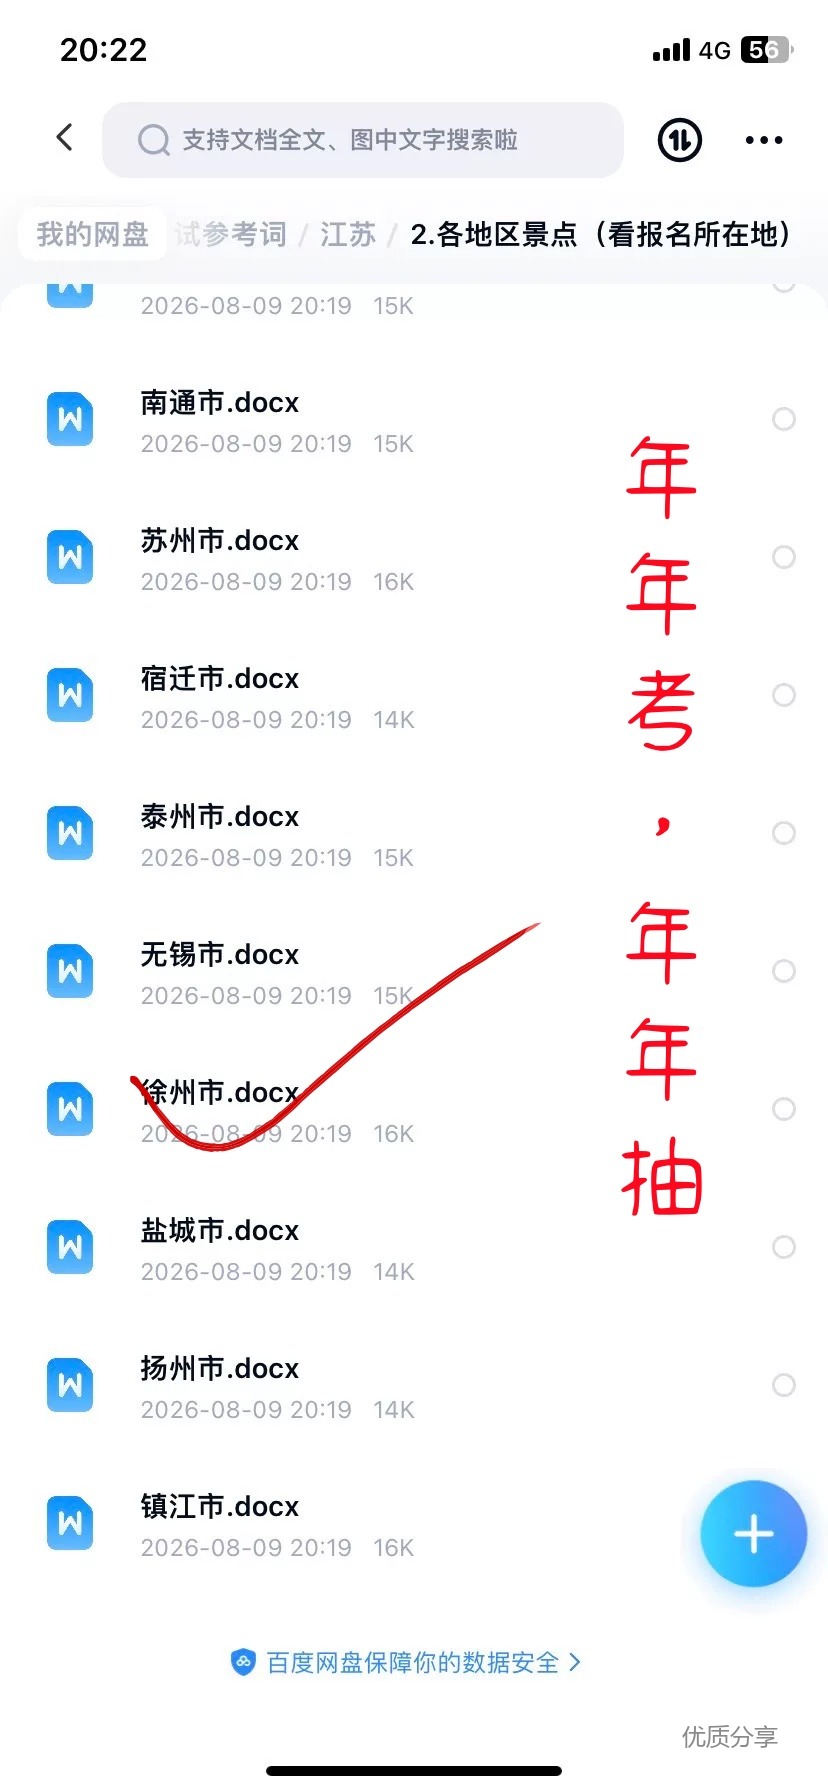 20:22
4G 56
支持文档全文、图中文字搜索啦
我的网盘 试参考词 / 江苏 / 2.各地区景点（看报名所在地）
2026-08-09 20:19 15K
南通市.docx
2026-08-09 20:19 15K
苏州市.docx
2026-08-09 20:19 16K
宿迁市.docx
2026-08-09 20:19 14K
泰州市.docx
2026-08-09 20:19 15K
无锡市.docx
2026-08-09 20:19 15K
徐州市.docx
2026-08-09 20:19 16K
盐城市.docx
2026-08-09 20:19 14K
扬州市.docx
2026-08-09 20:19 14K
镇江市.docx
2026-08-09 20:19 16K
年年考，年年抽
百度网盘保障你的数据安全
优质分享